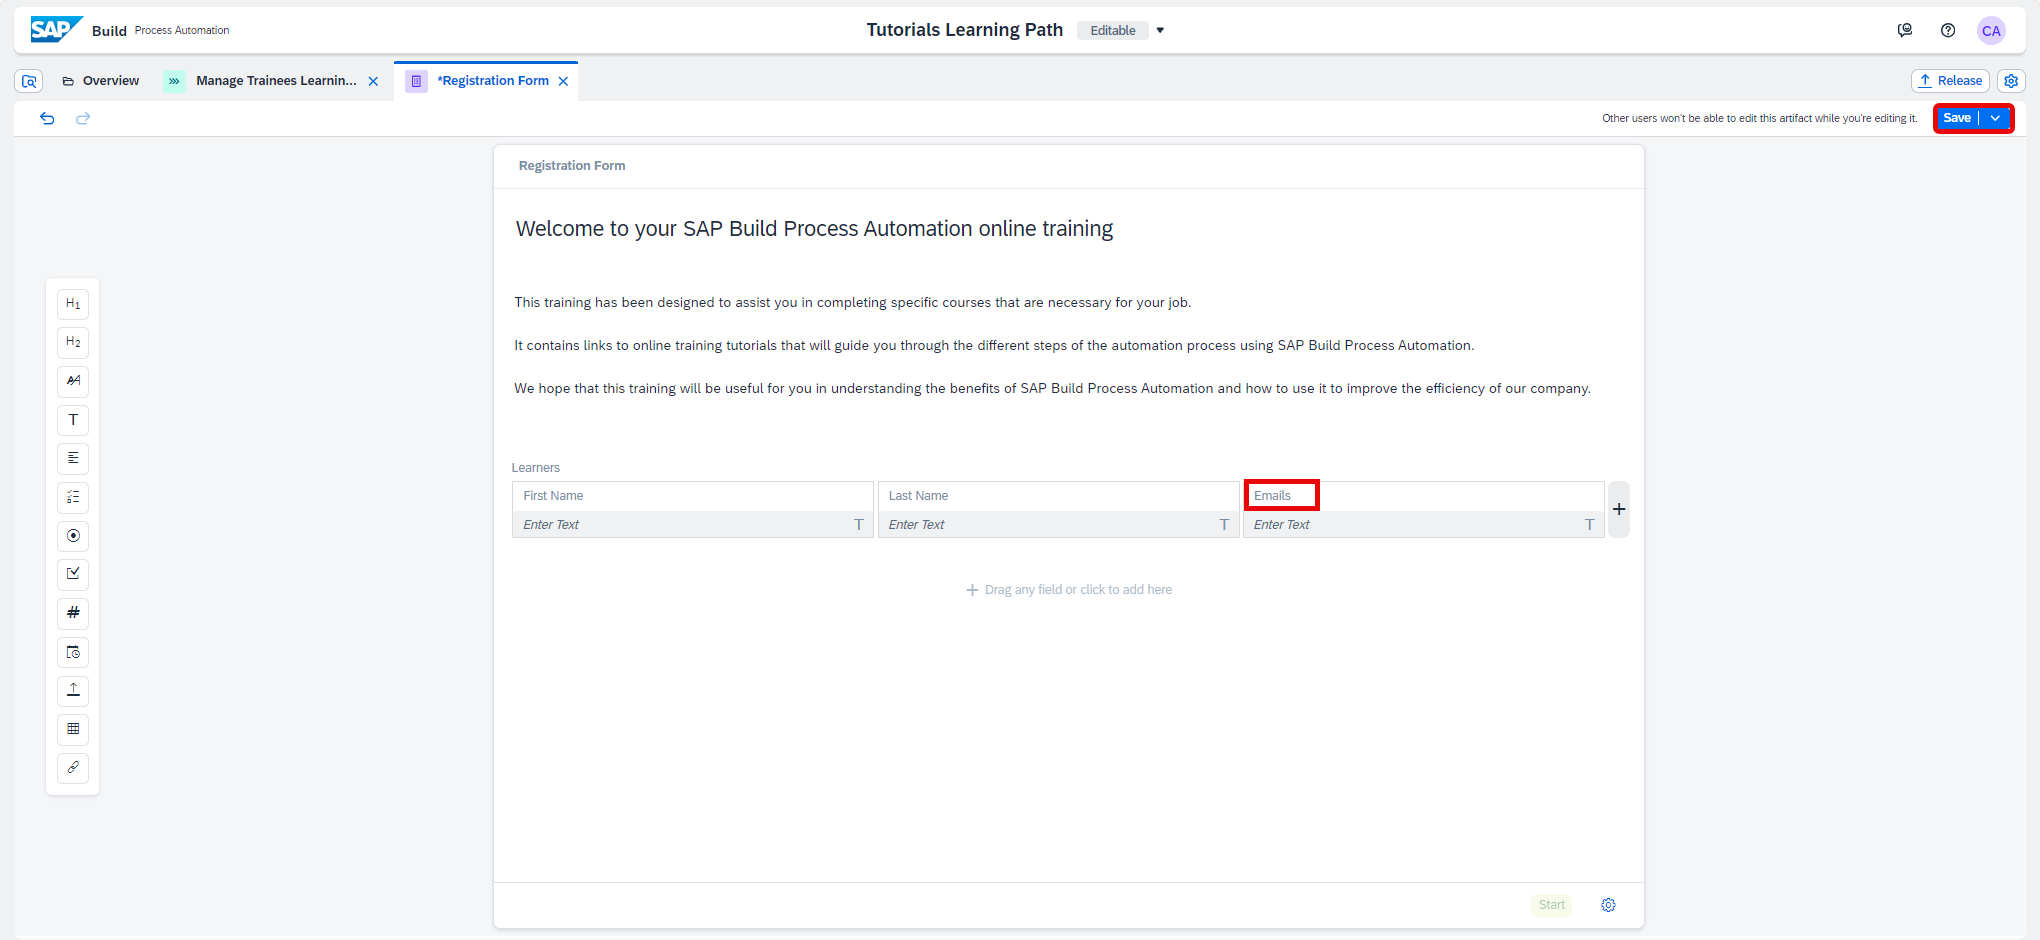 SAP Build Process Automation
Tutorials Learning Path Editable
CA
Overview
Manage Trainees Learnin...
*Registration Form
Release
Other users won't be able to edit this artifact while you're editing it.
Save
Registration Form
Welcome to your SAP Build Process Automation online training
This training has been designed to assist you in completing specific courses that are necessary for your job.
It contains links to online training tutorials that will guide you through the different steps of the automation process using SAP Build Process Automation.
We hope that this training will be useful for you in understanding the benefits of SAP Build Process Automation and how to use it to improve the efficiency of our company.
H1
H2
AA
T
#
Learners
First Name Last Name Emails
Enter Text T Enter Text T Enter Text T
+
+ Drag any field or click to add here
Start